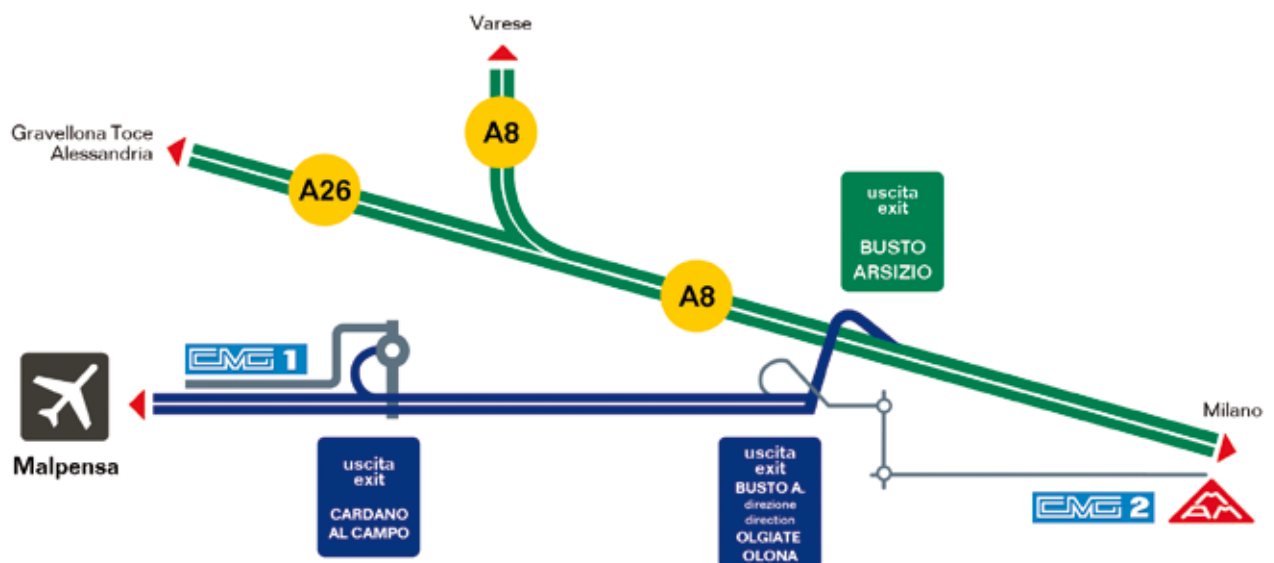 Varese
A8
Gravellona Toce
Alessandria
A26
uscita
exit
BUSTO
ARSIZIO
A8
CMG 1
Malpensa
Milano
uscita
exit
CARDANO
AL CAMPO
uscita
exit
BUSTO A.
direzione
direction
OLGIATE
OLONA
CMG 2
MAM